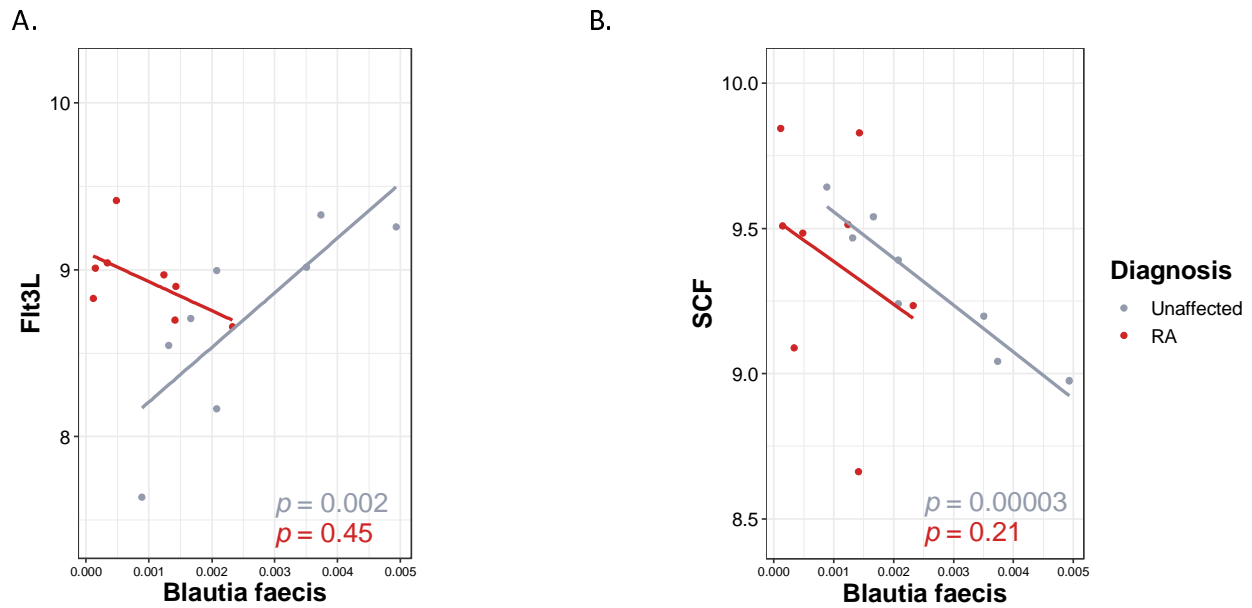 A.
B.
10
9
8
Flt3L
p = 0.002
p = 0.45
0.000 0.001 0.002 0.003 0.004 0.005
Blautia faecis
10.0
9.5
9.0
8.5
SCF
p = 0.00003
p = 0.21
0.000 0.001 0.002 0.003 0.004 0.005
Blautia faecis
Diagnosis
Unaffected
RA